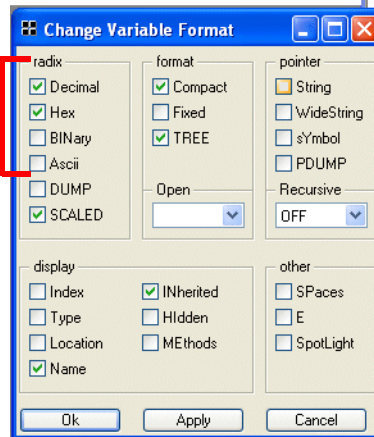 Change Variable Format
radix
Decimal
Hex
BINary
Ascii
DUMP
SCALED
format
Compact
Fixed
TREE
Open
pointer
String
WideString
sYmbol
PDUMP
Recursive
OFF
display
Index
Type
Location
Name
INherited
HIdden
MEthods
other
SPaces
E
SpotLight
Ok
Apply
Cancel